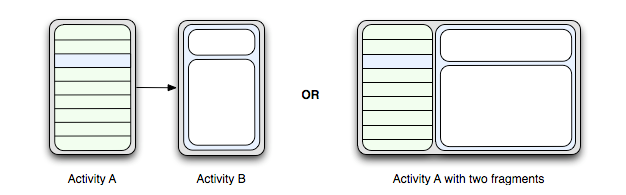 OR
Activity A
Activity B
Activity A with two fragments